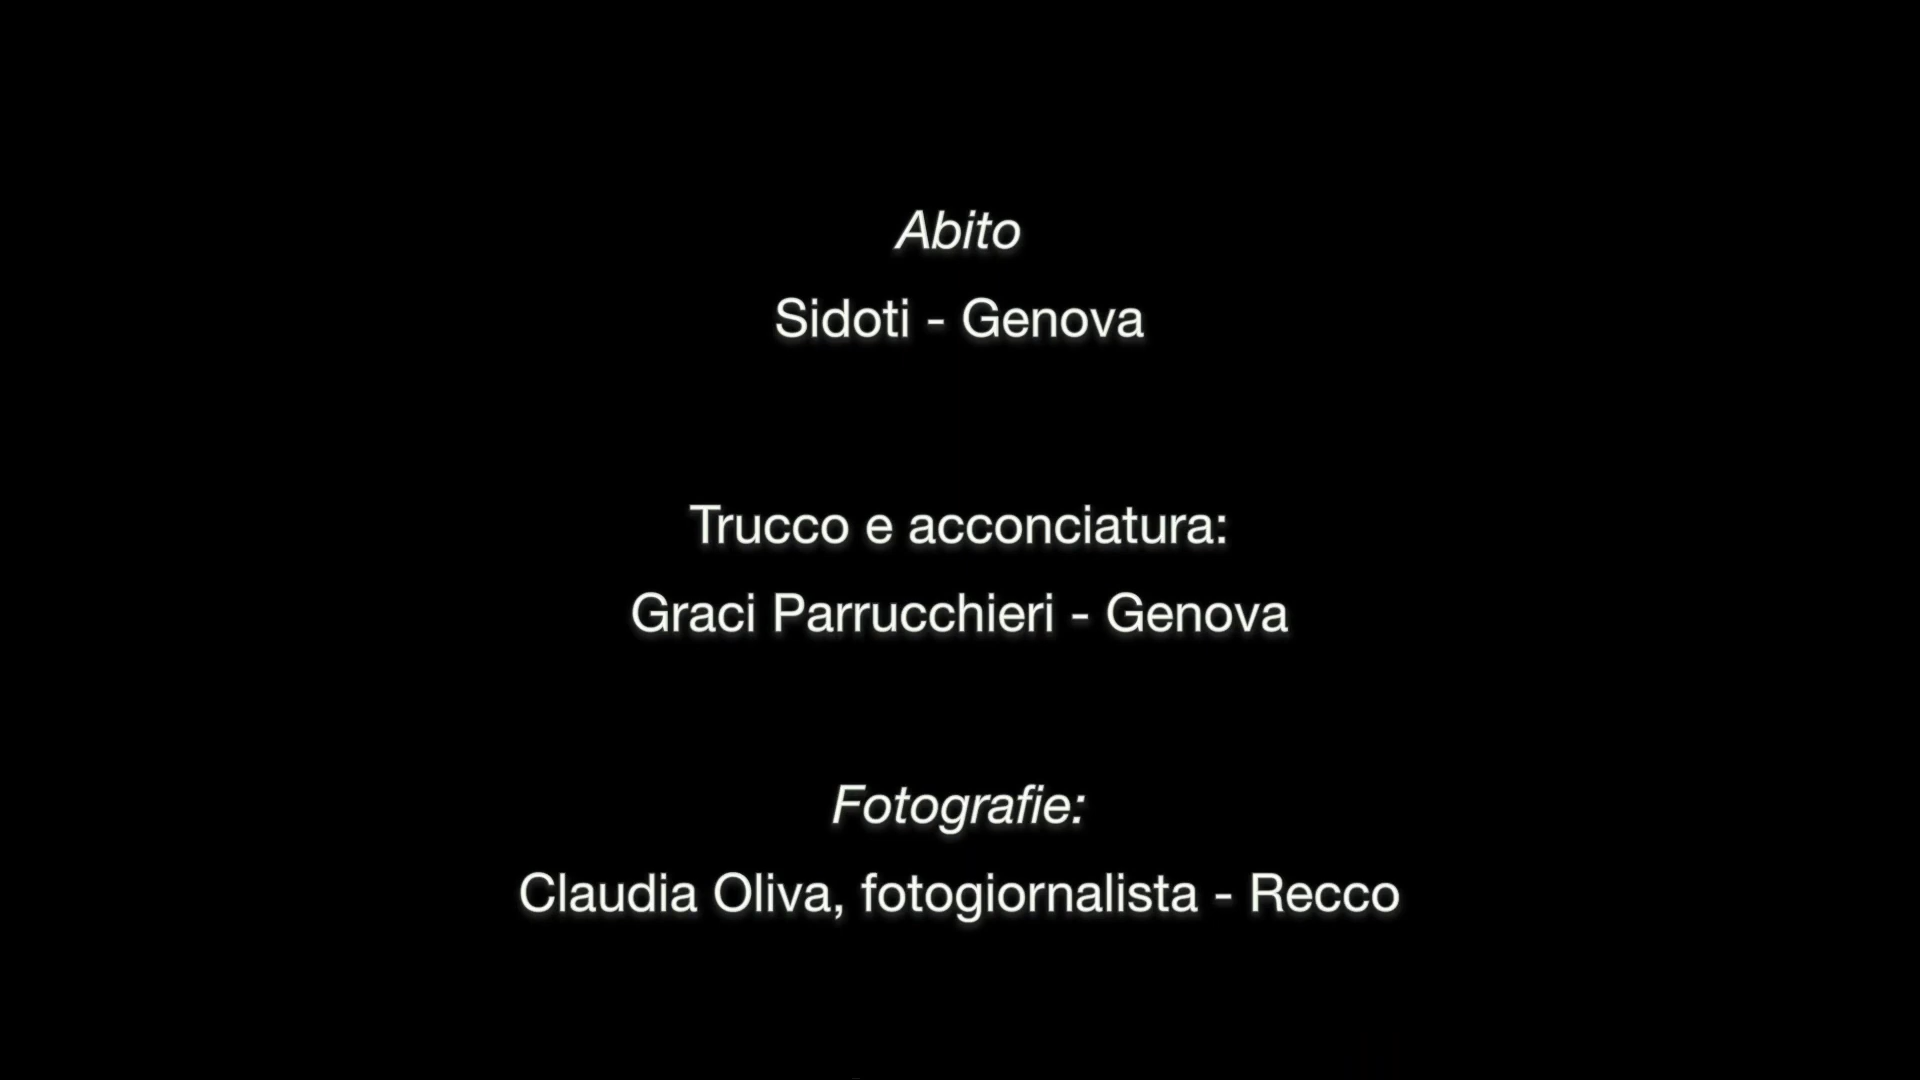 Abito
Sidoti - Genova
Trucco e acconciatura:
Graci Parrucchieri - Genova
Fotografie:
Claudia Oliva, fotogiornalista - Recco